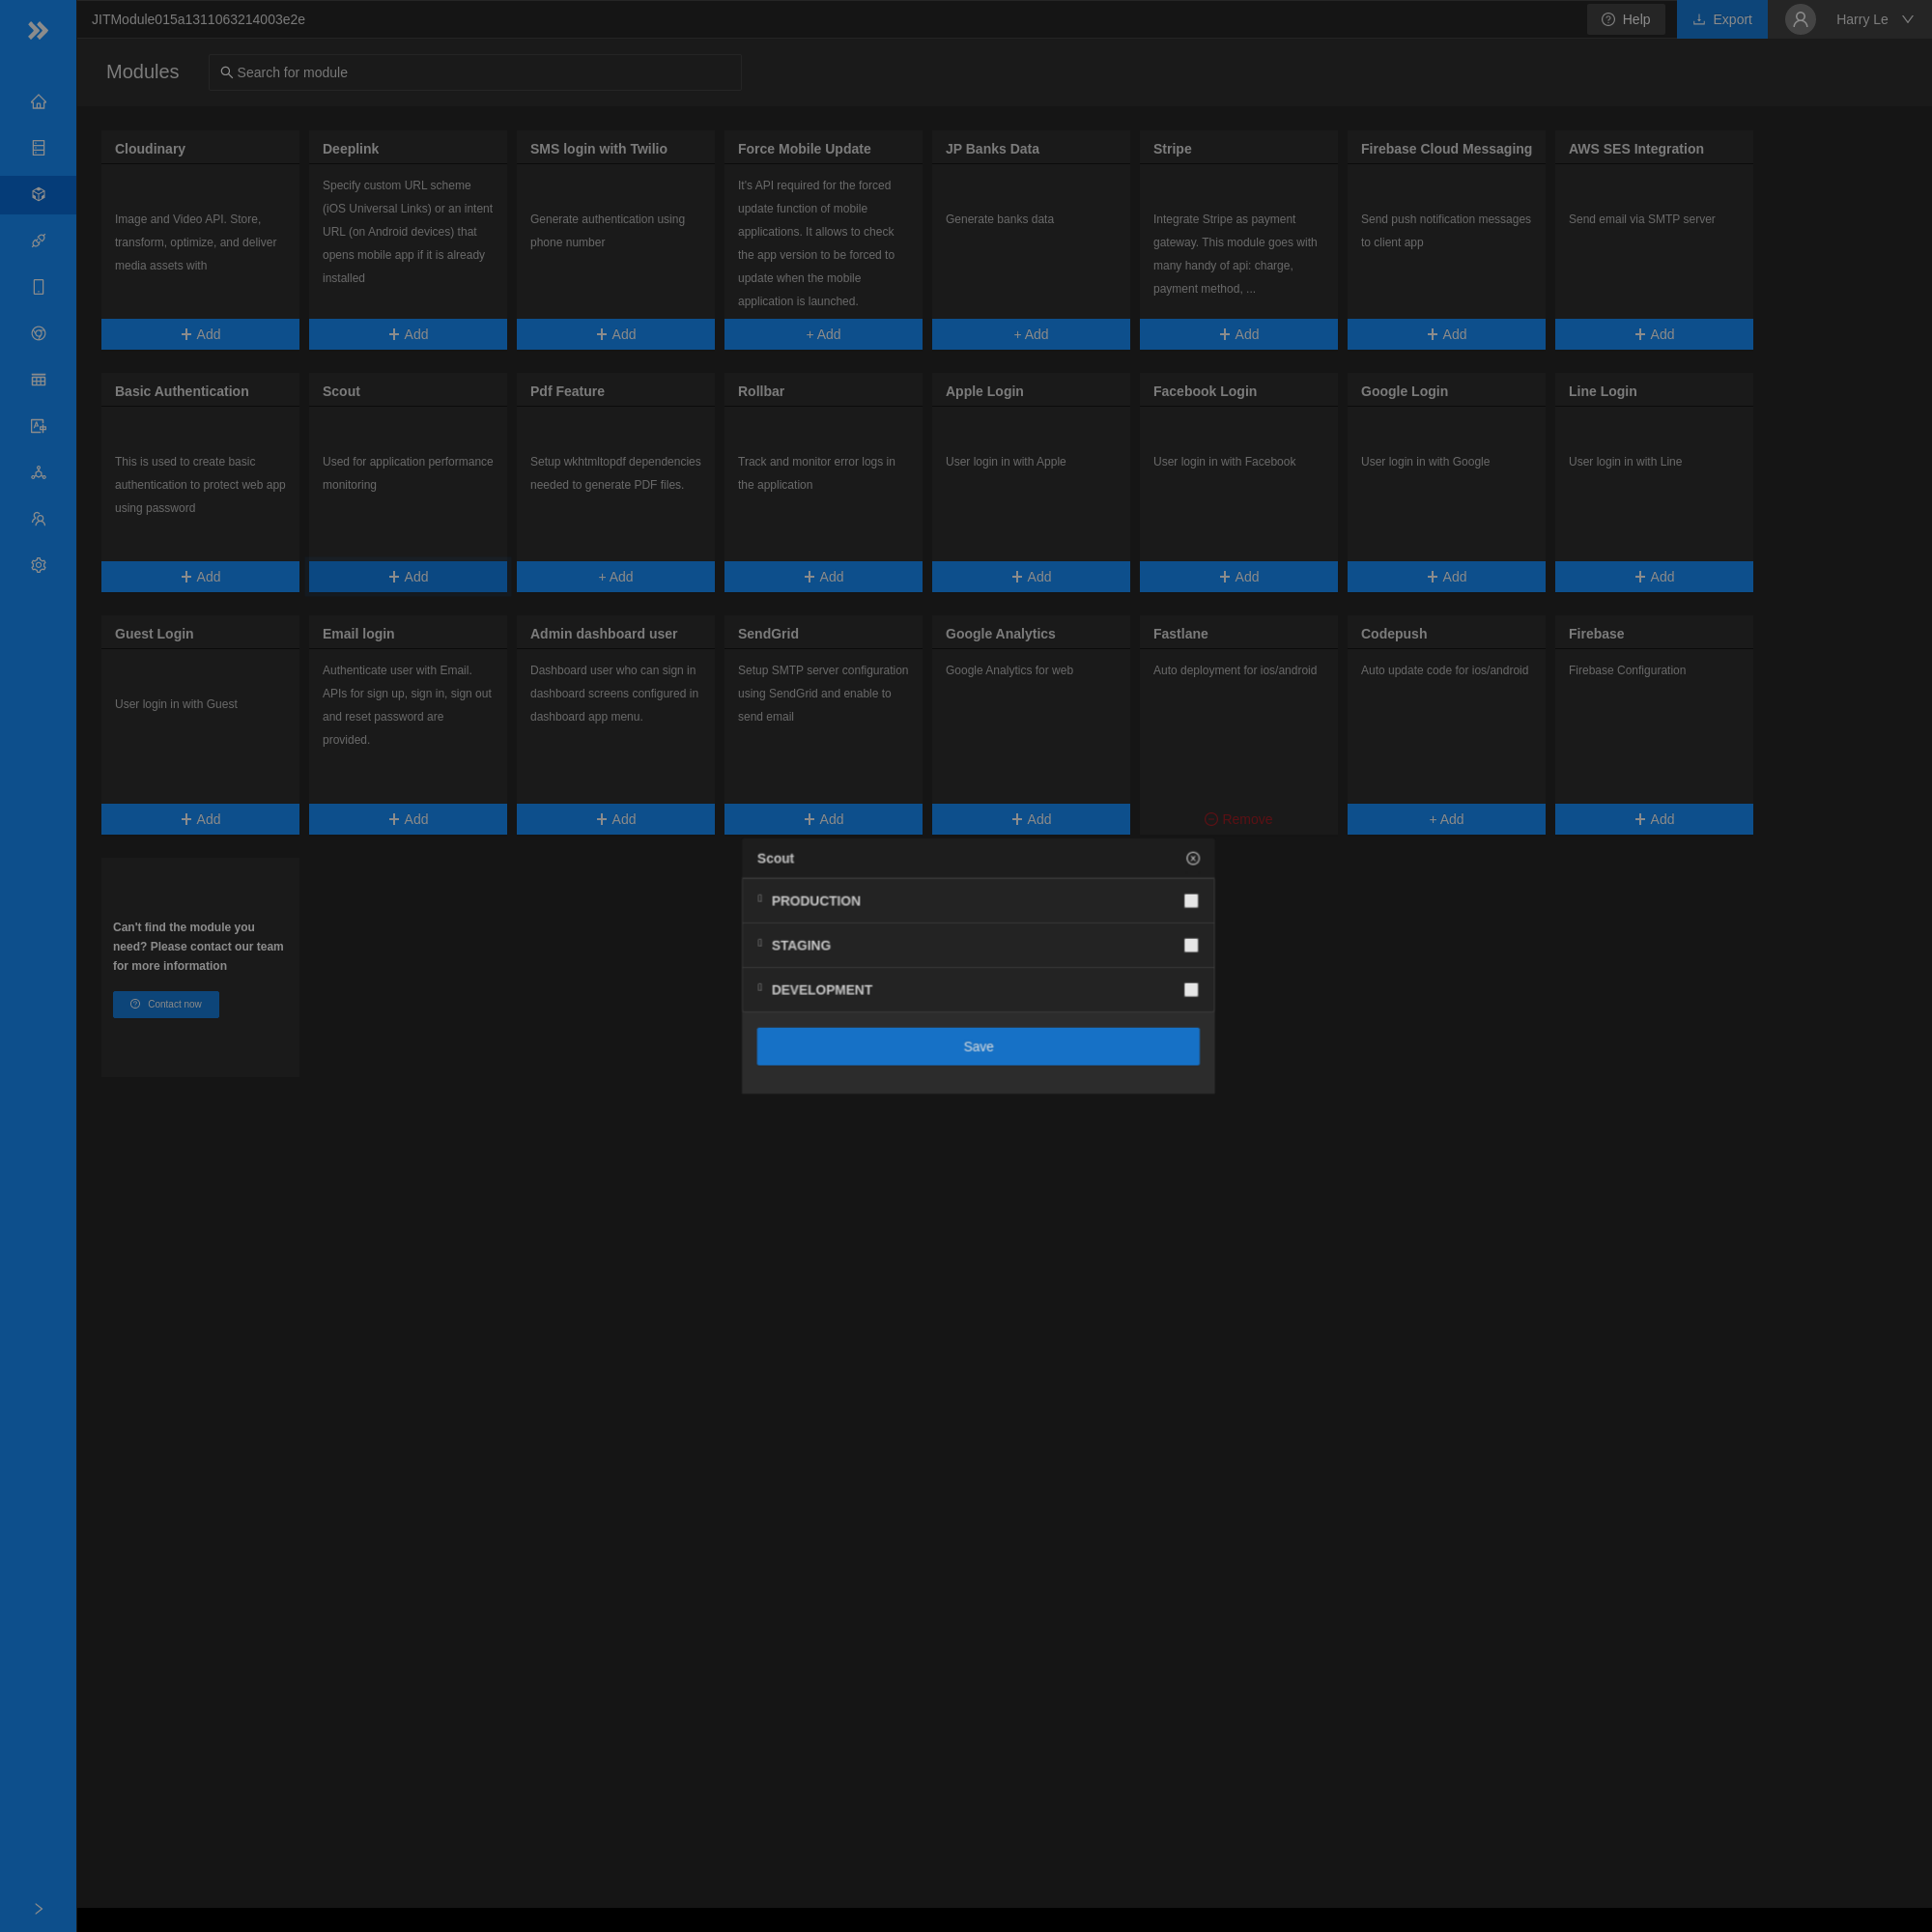 JITModule015a1311063214003e2e
Help
Export
Harry Le
Modules
Search for module
Cloudinary
Image and Video API. Store,
transform, optimize, and deliver
media assets with
Add
Deeplink
Specify custom URL scheme
(iOS Universal Links) or an intent
URL (on Android devices) that
opens mobile app if it is already
installed
Add
SMS login with Twilio
Generate authentication using
phone number
Add
Force Mobile Update
It's API required for the forced
update function of mobile
applications. It allows to check
the app version to be forced to
update when the mobile
application is launched.
+ Add
JP Banks Data
Generate banks data
+ Add
Stripe
Integrate Stripe as payment
gateway. This module goes with
many handy of api: charge,
payment method, ...
Add
Firebase Cloud Messaging
Send push notification messages
to client app
Add
AWS SES Integration
Send email via SMTP server
Add
Basic Authentication
This is used to create basic
authentication to protect web app
using password
Add
Scout
Used for application performance
monitoring
Add
Pdf Feature
Setup wkhtmltopdf dependencies
needed to generate PDF files.
+ Add
Rollbar
Track and monitor error logs in
the application
Add
Apple Login
User login in with Apple
Add
Facebook Login
User login in with Facebook
Add
Google Login
User login in with Google
Add
Line Login
User login in with Line
Add
Guest Login
User login in with Guest
Add
Email login
Authenticate user with Email.
APIs for sign up, sign in, sign out
and reset password are
provided.
Add
Admin dashboard user
Dashboard user who can sign in
dashboard screens configured in
dashboard app menu.
Add
SendGrid
Setup SMTP server configuration
using SendGrid and enable to
send email
Add
Google Analytics
Google Analytics for web
Add
Fastlane
Auto deployment for ios/android
Remove
Codepush
Auto update code for ios/android
+ Add
Firebase
Firebase Configuration
Add
Can't find the module you
need? Please contact our team
for more information
Contact now
Scout
PRODUCTION
STAGING
DEVELOPMENT
Save